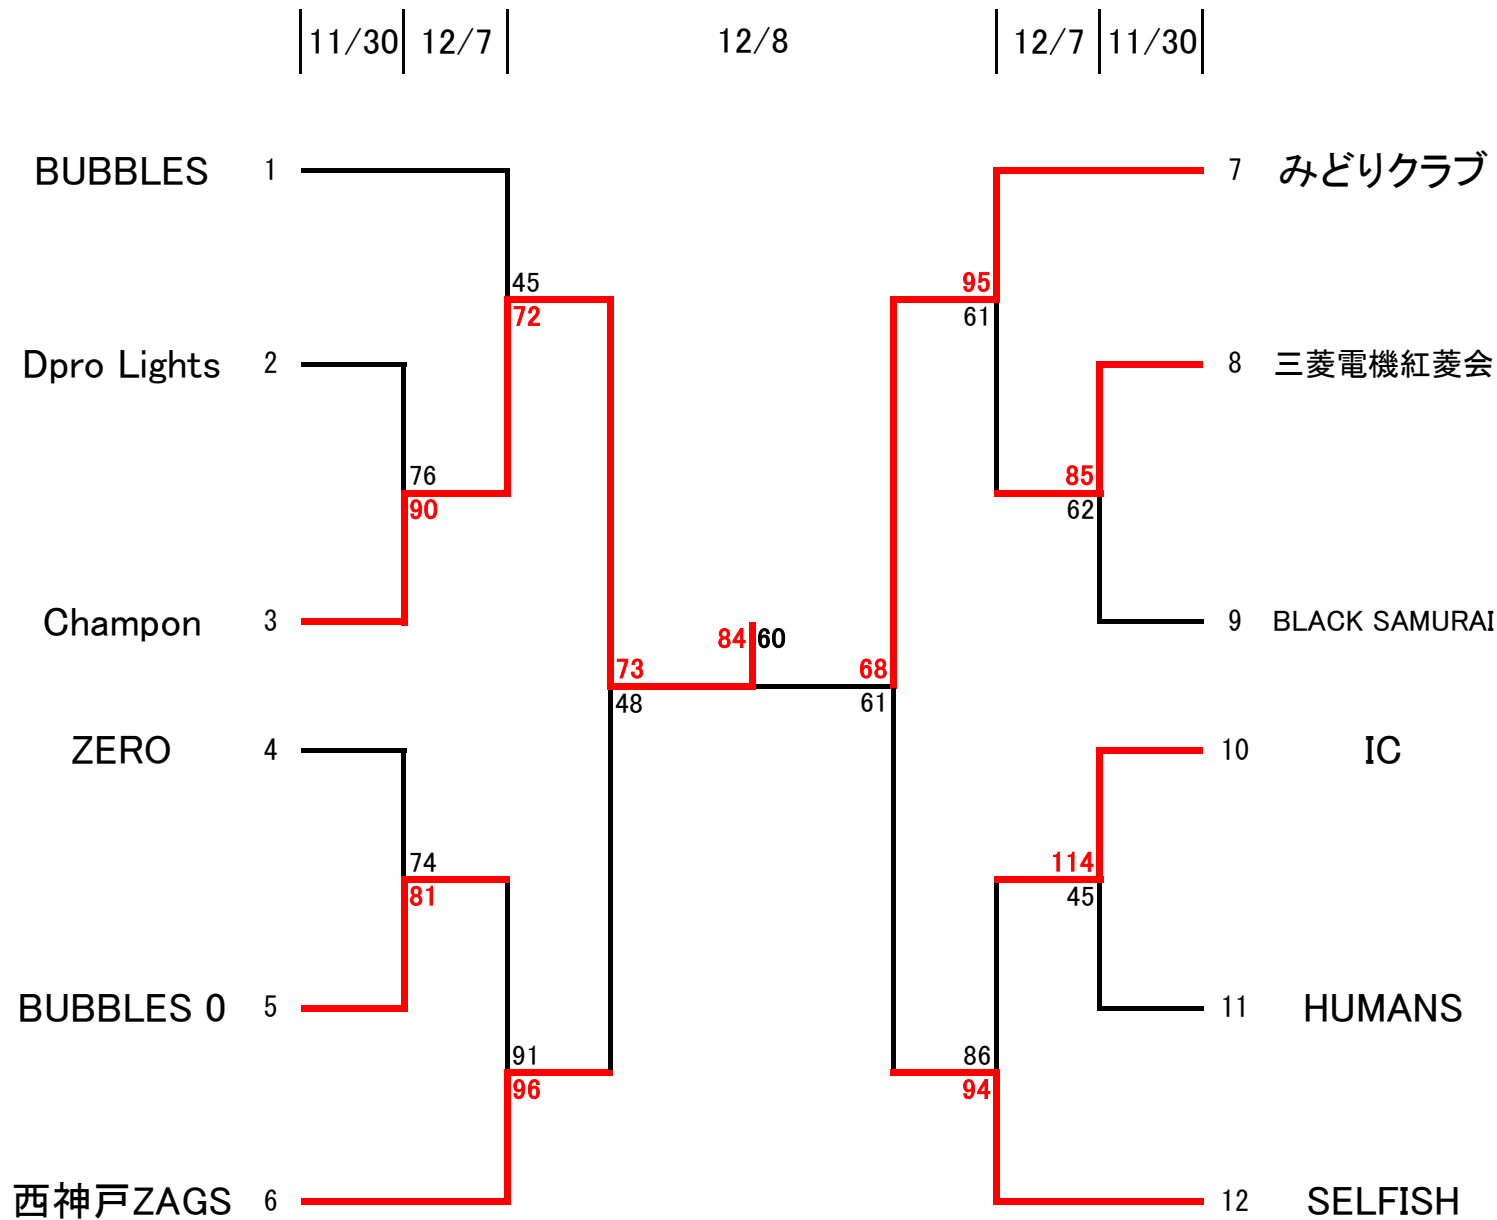 11/30 12/7 12/8 12/7 11/30
BUBBLES 1
7 みどりクラブ
45
72
95
61
Dpro Lights 2
8 三菱電機紅菱会
76
90
85
62
Champon 3
9 BLACK SAMURAI
84 60
73
48
68
61
ZERO 4
10 IC
74
81
114
45
BUBBLES 0 5
11 HUMANS
91
96
86
94
西神戸ZAGS 6
12 SELFISH